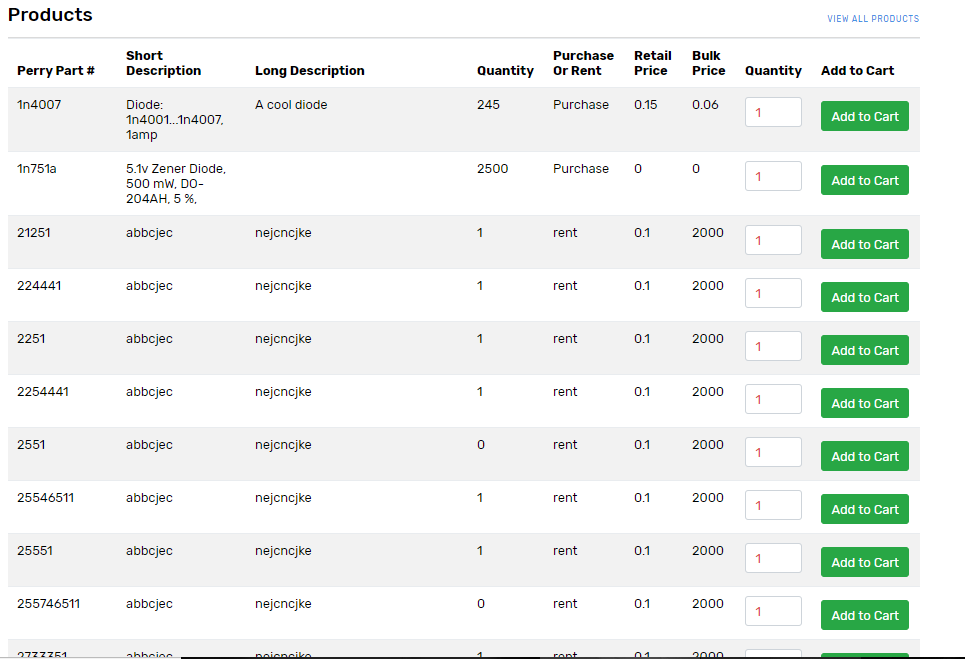 Products
VIEW ALL PRODUCTS
Perry Part # Short Description Long Description Quantity Purchase Or Rent Retail Price Bulk Price Quantity Add to Cart
1n4007 Diode: 1n4001...1n4007, 1amp A cool diode 245 Purchase 0.15 0.06 1 Add to Cart
1n751a 5.1v Zener Diode, 500 mW, DO-204AH, 5 %, 2500 Purchase 0 0 1 Add to Cart
21251 abbcjec nejcncjke 1 rent 0.1 2000 1 Add to Cart
224441 abbcjec nejcncjke 1 rent 0.1 2000 1 Add to Cart
2251 abbcjec nejcncjke 1 rent 0.1 2000 1 Add to Cart
2254441 abbcjec nejcncjke 1 rent 0.1 2000 1 Add to Cart
2551 abbcjec nejcncjke 0 rent 0.1 2000 1 Add to Cart
25546511 abbcjec nejcncjke 1 rent 0.1 2000 1 Add to Cart
25551 abbcjec nejcncjke 1 rent 0.1 2000 1 Add to Cart
255746511 abbcjec nejcncjke 0 rent 0.1 2000 1 Add to Cart
2733351 abbcjec nejcncjke 1 rent 0.1 2000